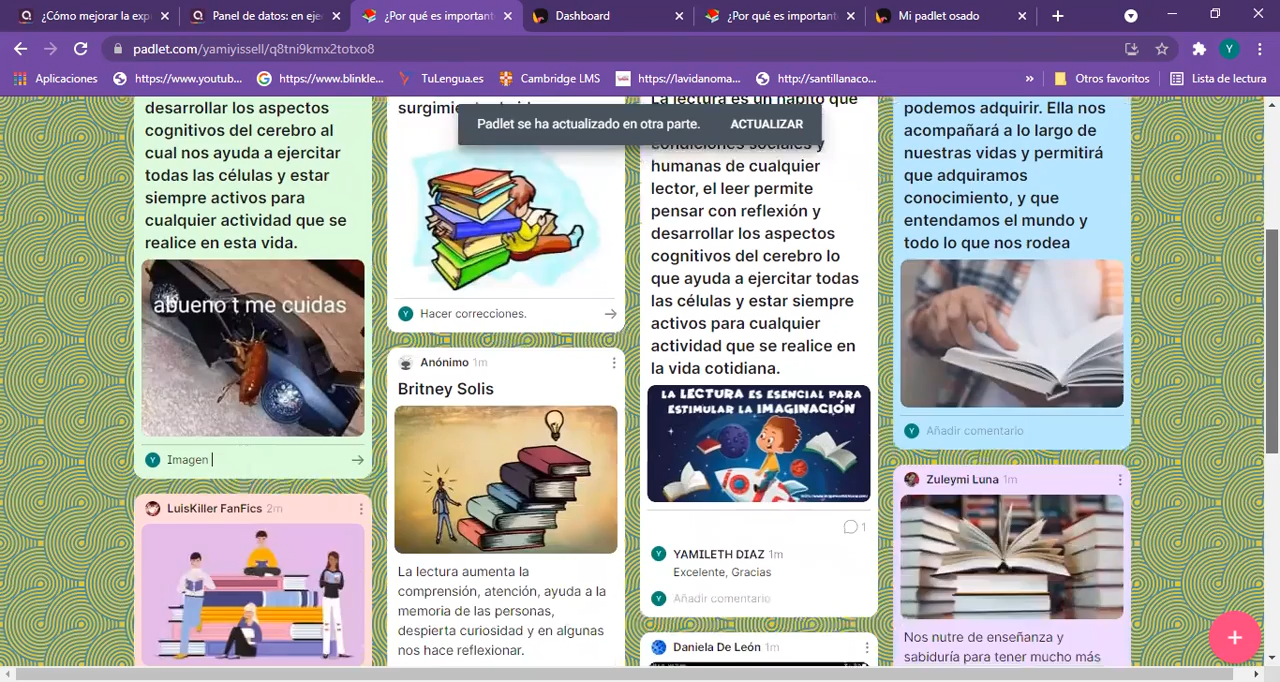 ¿Cómo mejorar la exp
Panel de datos: en eje
¿Por qué es important
Dashboard
¿Por qué es important
Mi padlet osado
padlet.com/yamiyissell/q8tni9kmx2totxo8
Y
Aplicaciones
https://www.youtub...
https://www.blinkle...
TuLengua.es
Cambridge LMS
https://lavidanoma...
http://santillanaco...
»
Otros favoritos
Lista de lectura
Padlet se ha actualizado en otra parte.
ACTUALIZAR
desarrollar los aspectos
cognitivos del cerebro al
cual nos ayuda a ejercitar
todas las células y estar
siempre activos para
cualquier actividad que se
realice en esta vida.
abueno t me cuidas
Y Imagen
LuisKiller FanFics 2m
Y Hacer correcciones.
Anónimo 1m
Britney Solis
La lectura aumenta la
comprensión, atención, ayuda a la
memoria de las personas,
despierta curiosidad y en algunas
nos hace reflexionar.
La lectura es un hábito que
condiciones sociales y
humanas de cualquier
lector, el leer permite
pensar con reflexión y
desarrollar los aspectos
cognitivos del cerebro lo
que ayuda a ejercitar todas
las células y estar siempre
activos para cualquier
actividad que se realice en
la vida cotidiana.
LA LECTURA ES ESENCIAL PARA
ESTIMULAR LA IMAGINACIÓN
1
Y YAMILETH DIAZ 1m
Excelente, Gracias
Y Añadir comentario
Daniela De León 1m
podemos adquirir. Ella nos
acompañará a lo largo de
nuestras vidas y permitirá
que adquiramos
conocimiento, y que
entendamos el mundo y
todo lo que nos rodea
Y Añadir comentario
Zuleymi Luna 1m
Nos nutre de enseñanza y
sabiduría para tener mucho más